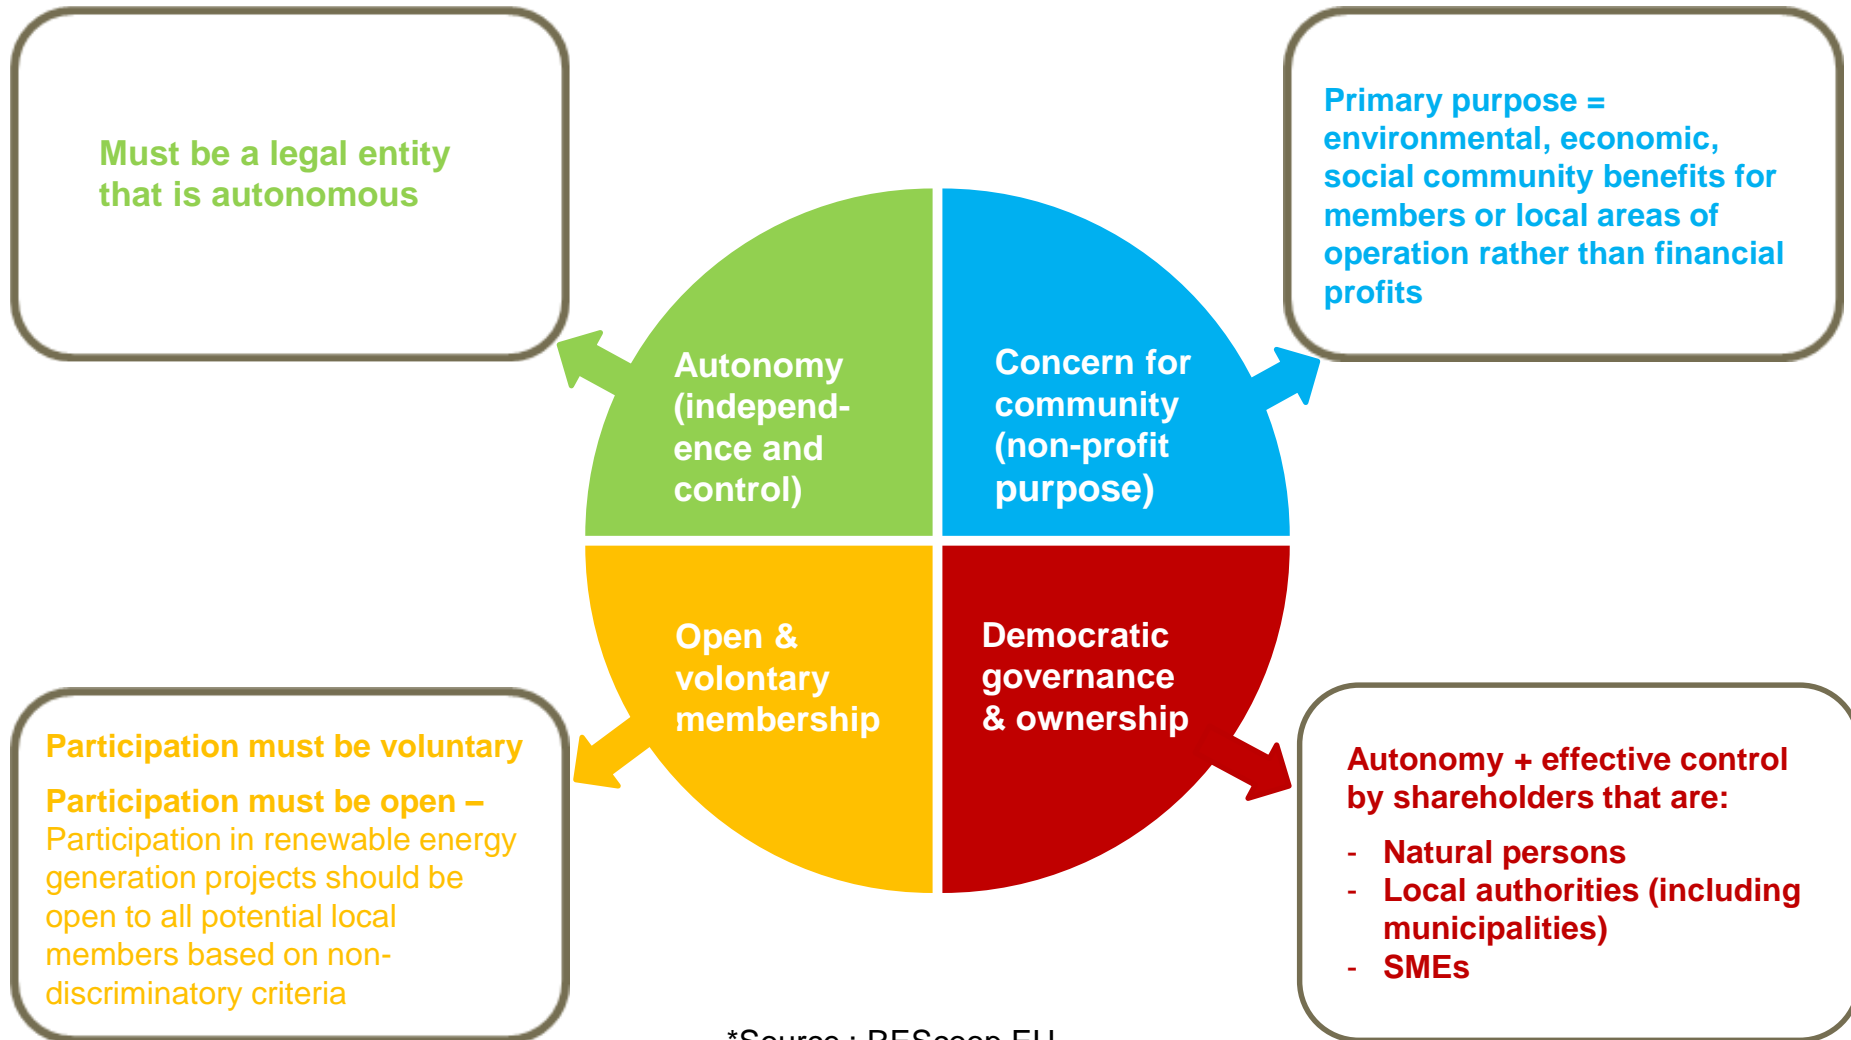 Must be a legal entity
that is autonomous
Primary purpose =
environmental, economic,
social community benefits for
members or local areas of
operation rather than financial
profits
Autonomy
(independ-
ence and
control)
Concern for
community
(non-profit
purpose)
Open &
volontary
membership
Democratic
governance
& ownership
Participation must be voluntary
Participation must be open –
Participation in renewable energy
generation projects should be
open to all potential local
members based on non-
discriminatory criteria
Autonomy + effective control
by shareholders that are:
- Natural persons
- Local authorities (including
municipalities)
- SMEs
*Source : REScoop.EU